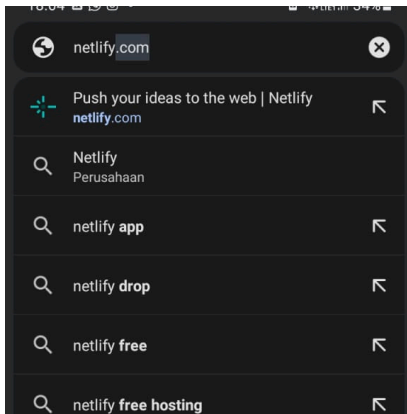 netlify.com
Push your ideas to the web | Netlify
netlify.com
Netlify
Perusahaan
netlify app
netlify drop
netlify free
netlify free hosting